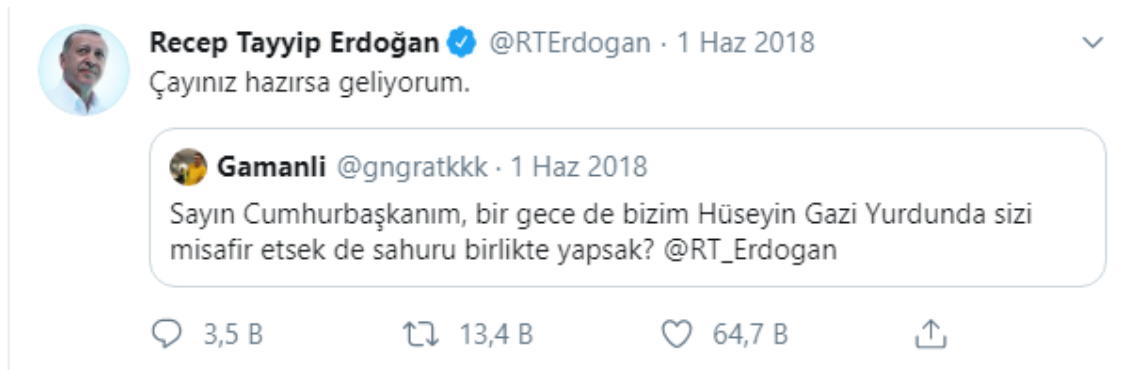 Recep Tayyip Erdoğan @RTErdogan · 1 Haz 2018
Çayınız hazırsa geliyorum.
Gamanli @gngratkkk · 1 Haz 2018
Sayın Cumhurbaşkanım, bir gece de bizim Hüseyin Gazi Yurdunda sizi
misafir etsek de sahuru birlikte yapsak? @RT_Erdogan
3,5 B 13,4 B 64,7 B